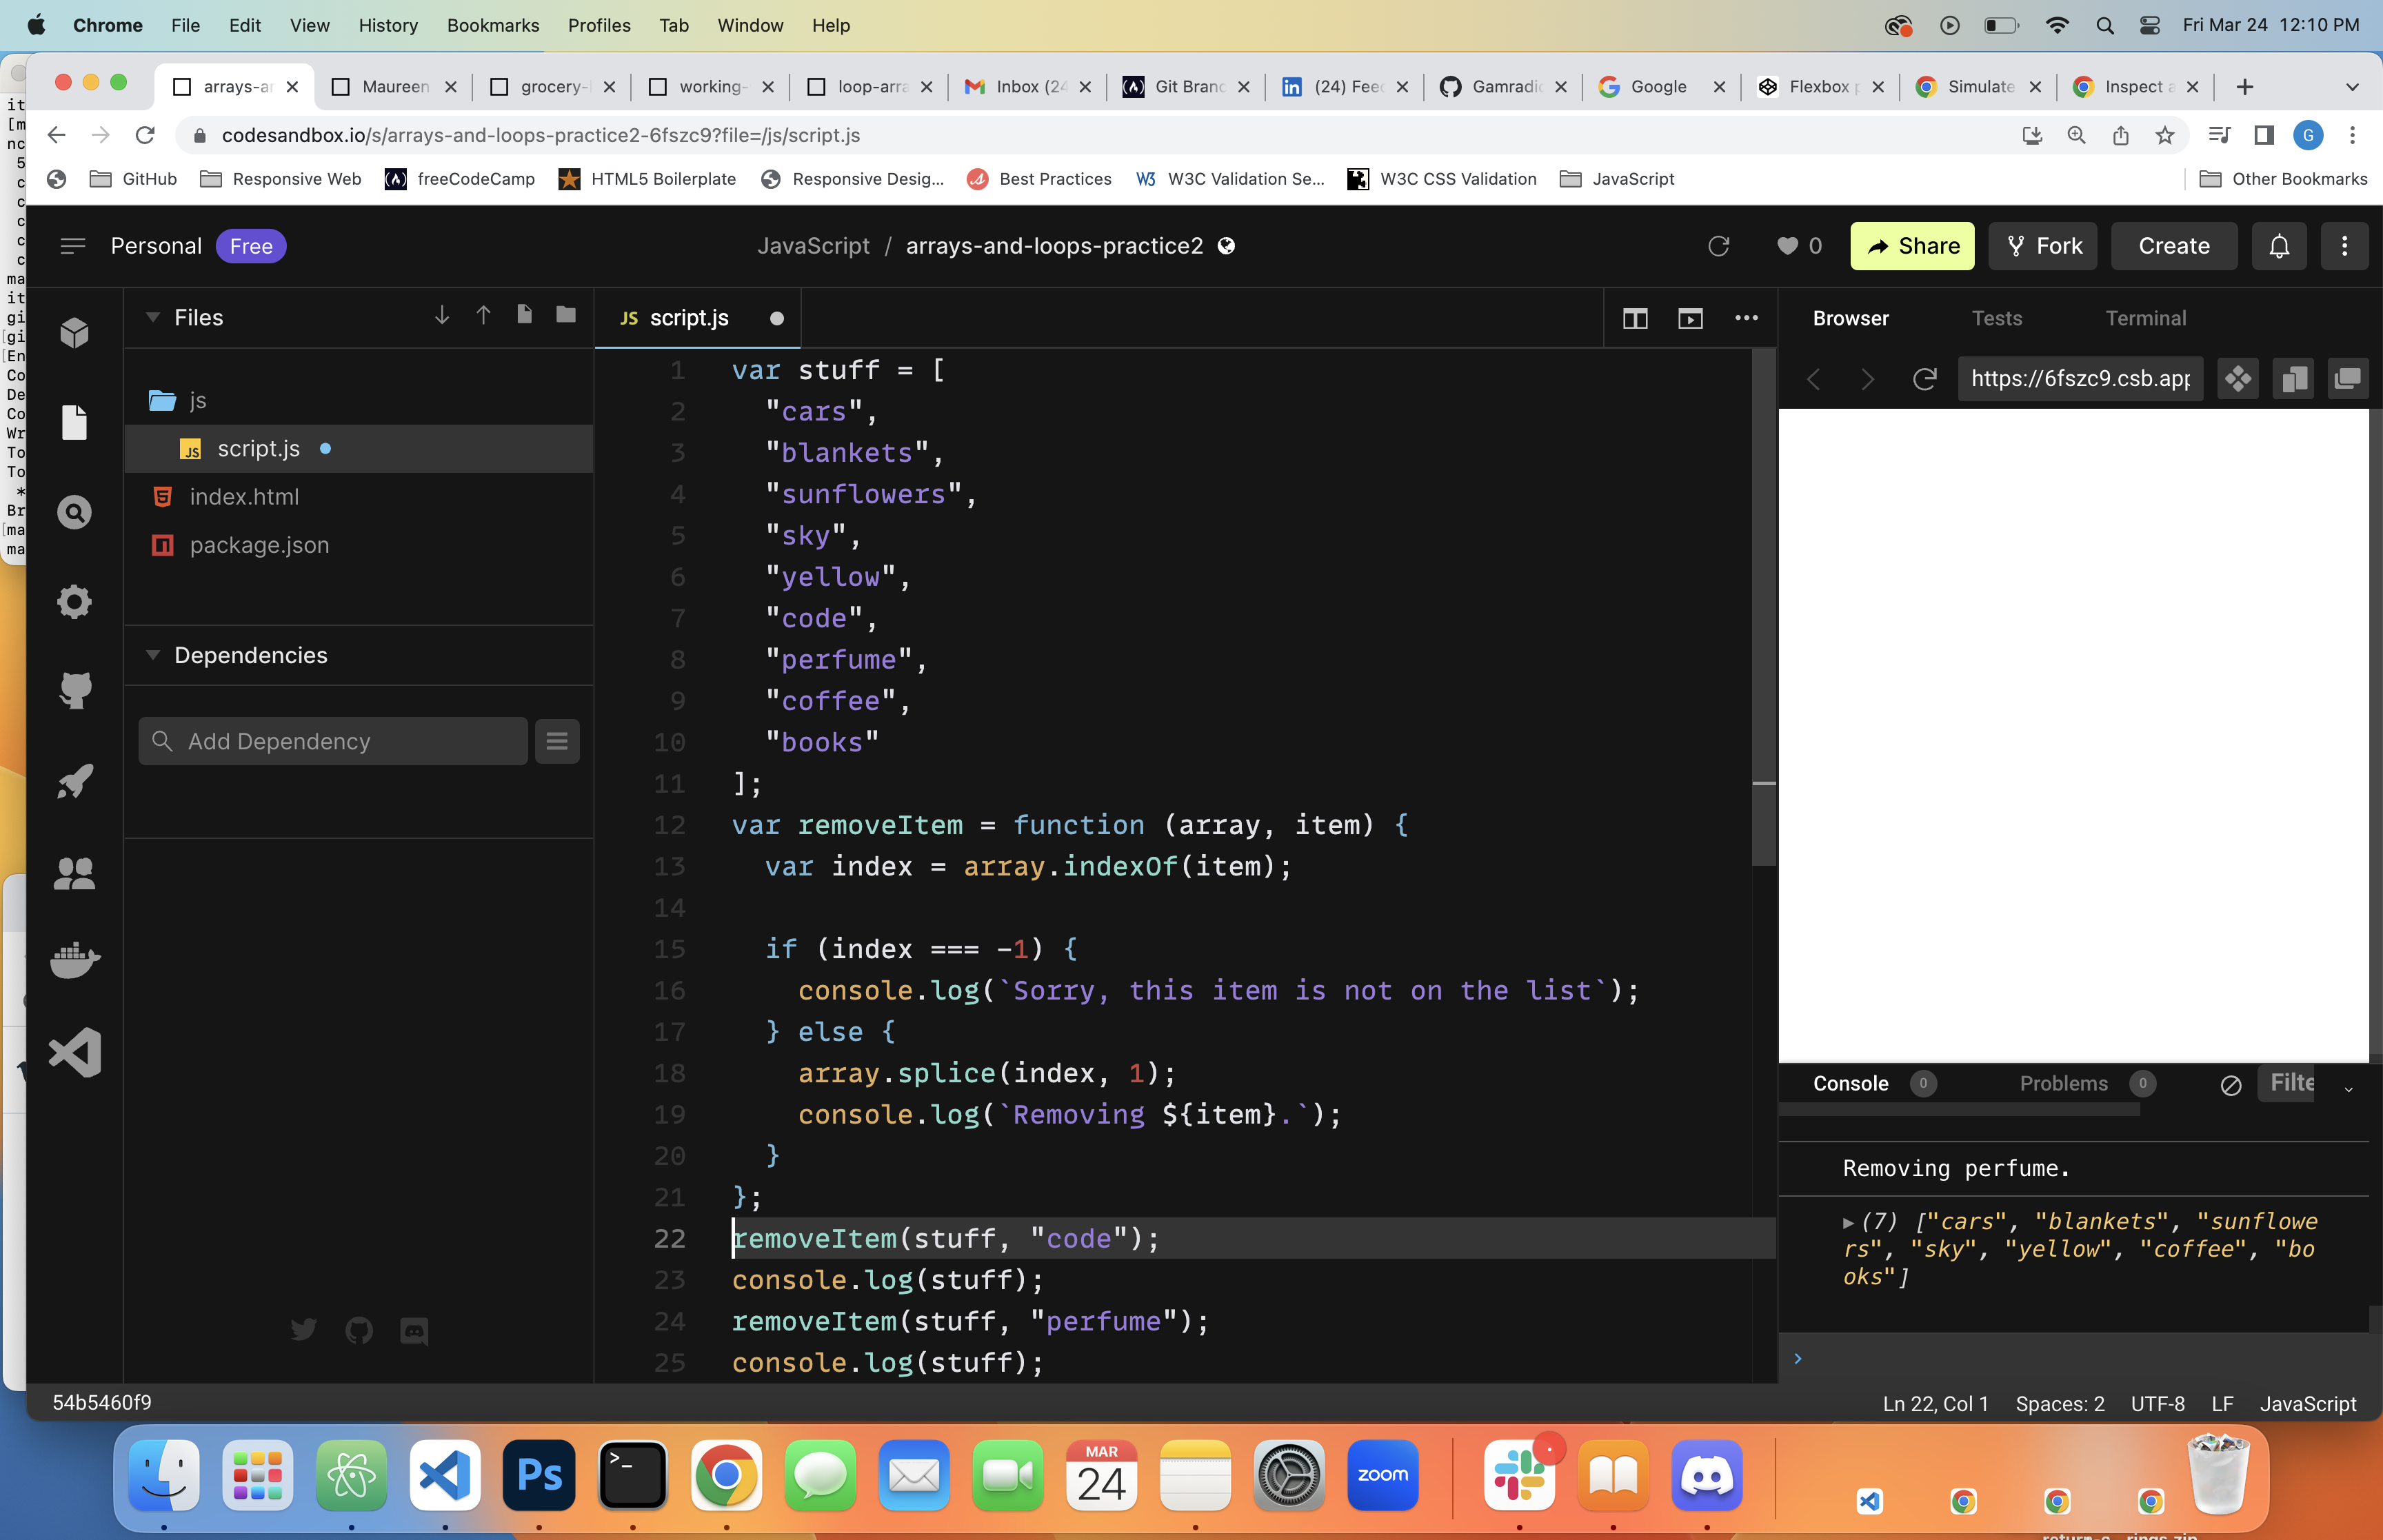 Chrome File Edit View History Bookmarks Profiles Tab Window Help Fri Mar 24 12:10 PM
arrays-ar Maureen grocery- working- loop-arra Inbox (24 Git Branc (24) Feed Gamradi Google Flexbox p Simulate Inspect a
codesandbox.io/s/arrays-and-loops-practice2-6fszc9?file=/js/script.js G
GitHub Responsive Web freeCodeCamp HTML5 Boilerplate Responsive Desig... Best Practices W3C Validation Se... W3C CSS Validation JavaScript Other Bookmarks
Personal Free JavaScript / arrays-and-loops-practice2 0 Share Fork Create
Files
js
script.js
index.html
package.json
Dependencies
Add Dependency
JS script.js
1 var stuff = [
2 "cars",
3 "blankets",
4 "sunflowers",
5 "sky",
6 "yellow",
7 "code",
8 "perfume",
9 "coffee",
10 "books"
11 ];
12 var removeItem = function (array, item) {
13 var index = array.indexOf(item);
14
15 if (index === -1) {
16 console.log(`Sorry, this item is not on the list`);
17 } else {
18 array.splice(index, 1);
19 console.log(`Removing ${item}.`);
20 }
21 };
22 removeItem(stuff, "code");
23 console.log(stuff);
24 removeItem(stuff, "perfume");
25 console.log(stuff);
Browser Tests Terminal
https://6fszc9.csb.app
Console 0 Problems 0 Filte
Removing perfume.
(7) ["cars", "blankets", "sunflowe
rs", "sky", "yellow", "coffee", "bo
oks"]
54b5460f9 Ln 22, Col 1 Spaces: 2 UTF-8 LF JavaScript
Ps
MAR
24
zoom